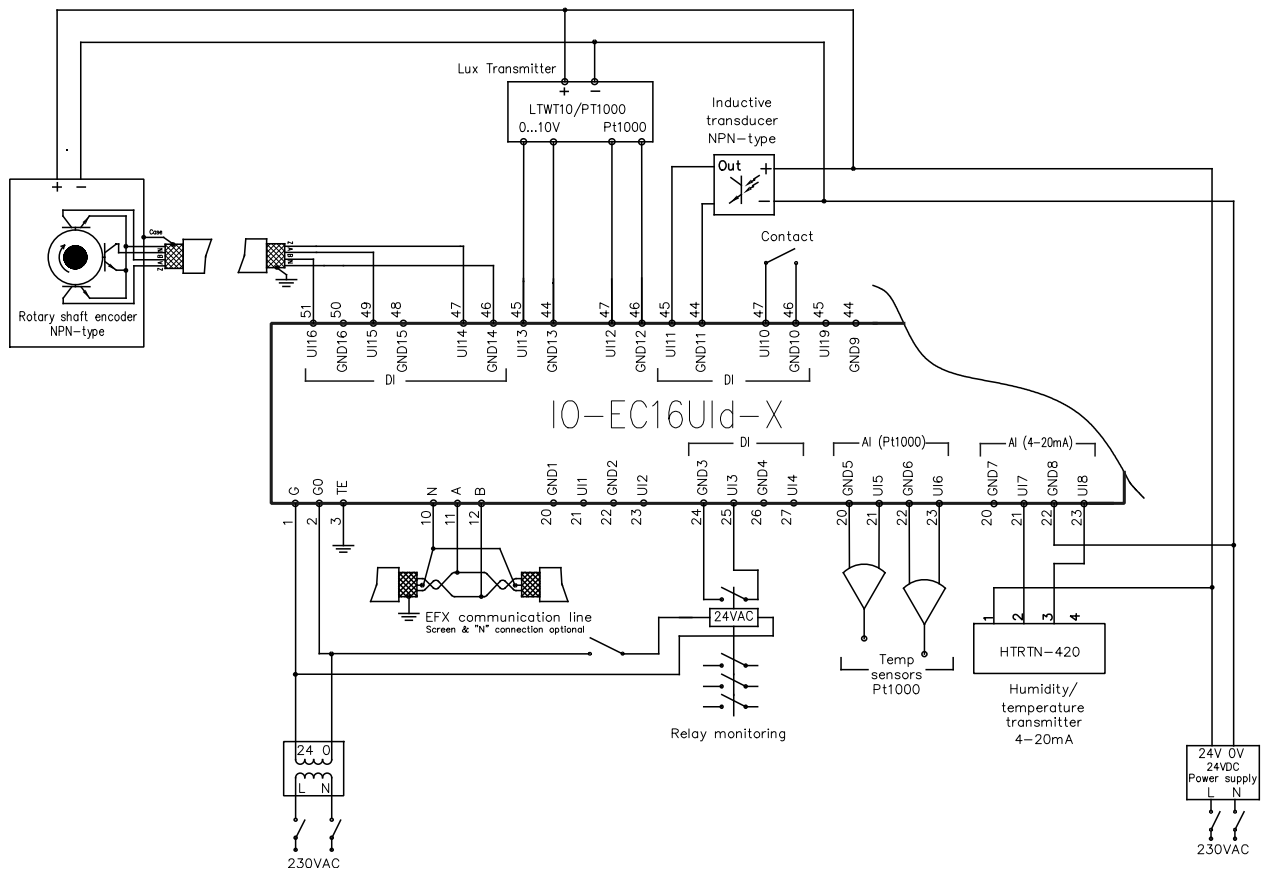 Lux Transmitter
+ −
LTWT10/PT1000
0...10V Pt1000
Inductive
transducer
NPN-type
Out +
−
Contact
+ −
Case
Z A B N
Rotary shaft encoder
NPN-type
Z A B N
51 50 49 48 47 46 45 44 47 46 45 44 47 46 45 44
UI16 GND16 UI15 GND15 UI14 GND14 UI13 GND13 UI12 GND12 UI11 GND11 UI10 GND10 UI19 GND9
DI DI
IO-EC16UId-X
DI AI (Pt1000) AI (4-20mA)
G G0 TE N A B GND1 UI1 GND2 UI2 GND3 UI3 GND4 UI4 GND5 UI5 GND6 UI6 GND7 UI7 GND8 UI8
1 2 3 10 11 12 20 21 22 23 24 25 26 27 20 21 22 23 20 21 22 23
EFX communication line
Screen & "N" connection optional
24VAC
Relay monitoring
Temp
sensors
Pt1000
1 2 3 4
HTRTN-420
Humidity/
temperature
transmitter
4-20mA
24 0
L N
230VAC
24V 0V
24VDC
Power supply
L N
230VAC